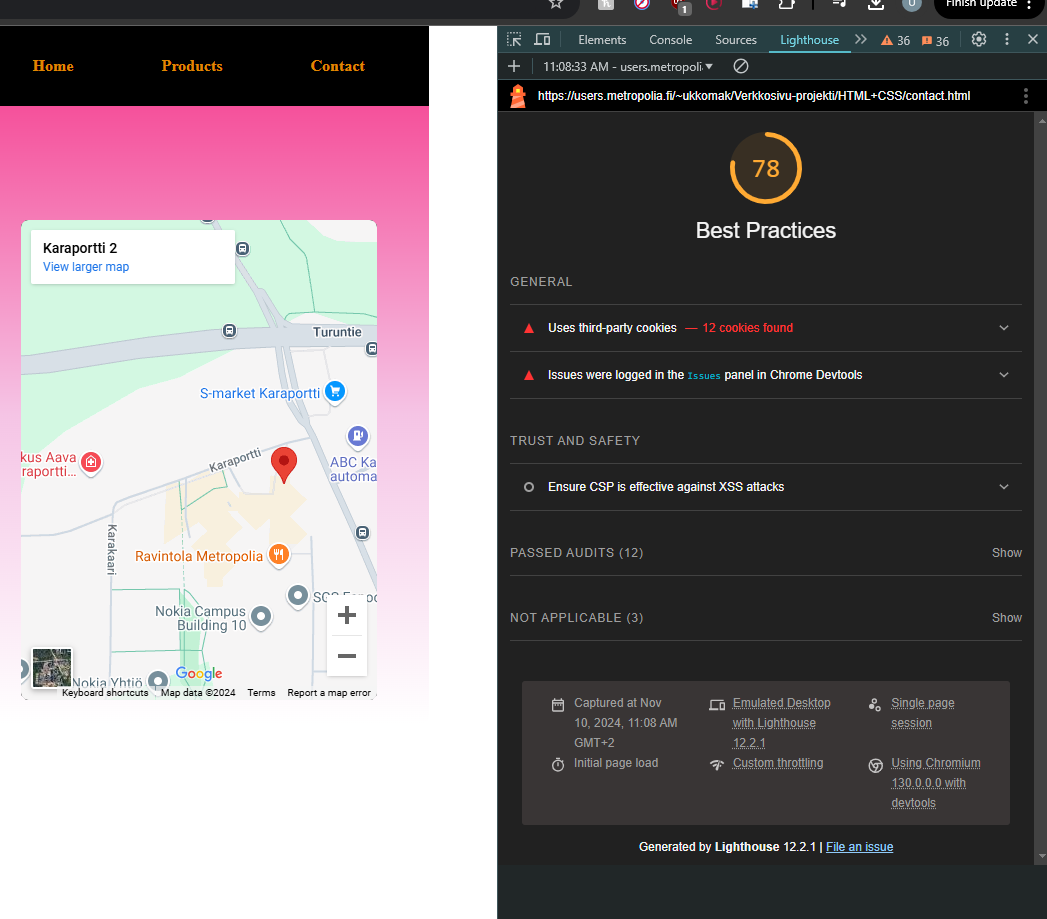 Finish update
1
U
Home
Products
Contact
Elements
Console
Sources
Lighthouse
36
36
11:08:33 AM - users.metropoli
https://users.metropolia.fi/~ukkomak/Verkkosivu-projekti/HTML+CSS/contact.html
78
Best Practices
GENERAL
Uses third-party cookies — 12 cookies found
Issues were logged in the Issues panel in Chrome Devtools
TRUST AND SAFETY
Ensure CSP is effective against XSS attacks
PASSED AUDITS (12)
Show
NOT APPLICABLE (3)
Show
Captured at Nov
10, 2024, 11:08 AM
GMT+2
Emulated Desktop
with Lighthouse
12.2.1
Single page
session
Initial page load
Custom throttling
Using Chromium
130.0.0.0 with
devtools
Generated by Lighthouse 12.2.1 | File an issue
Karaportti 2
View larger map
Turuntie
S-market Karaportti
kus Aava
raportti...
Karaportti
ABC Ka
automa
Karakaari
Ravintola Metropolia
Nokia Campus
Building 10
Nokia Yhtiö
Google
Keyboard shortcuts
Map data ©2024
Terms
Report a map error